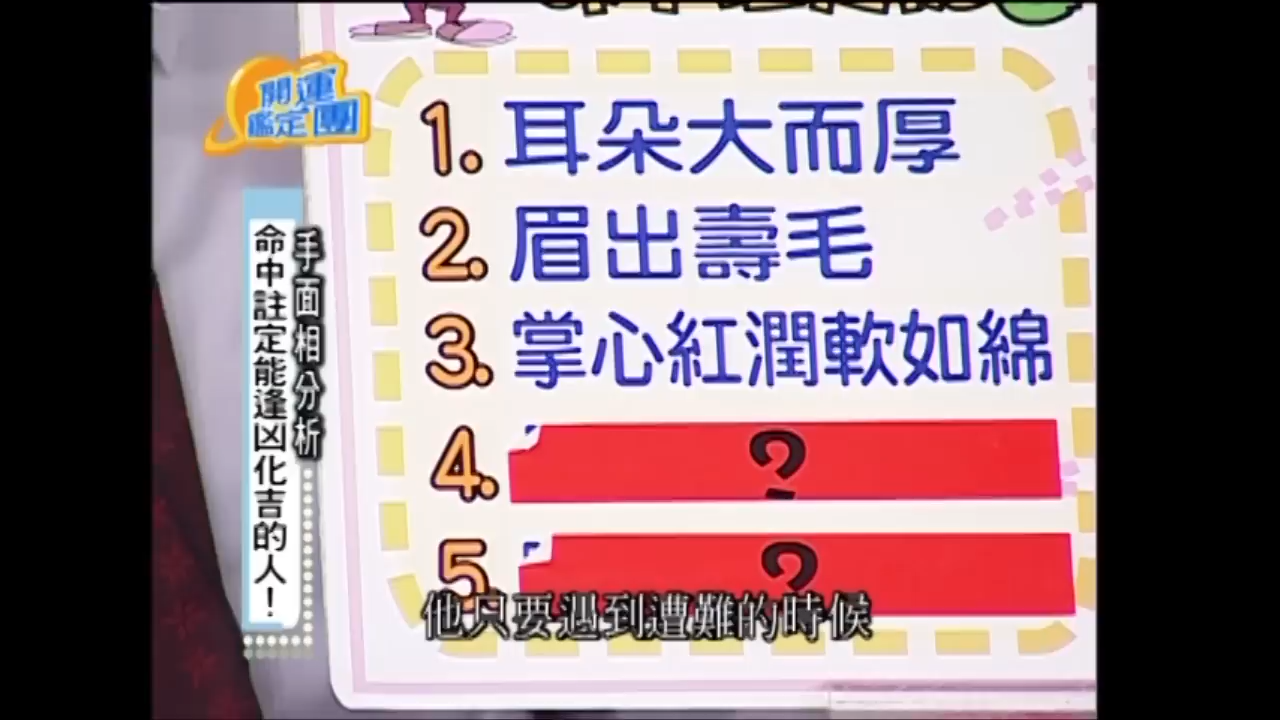 開運
鑑定團
手面相分析
命中註定能逢凶化吉的人！
1. 耳朵大而厚
2. 眉出壽毛
3. 掌心紅潤軟如綿
4. ?
5. ?
他只要遇到遭難的時候